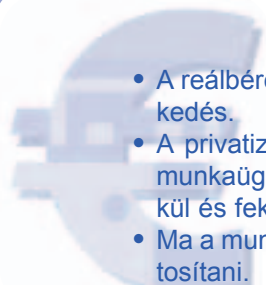 • A reálbére
kedés.
• A privatiz
munkaüg
kül és fek
• Ma a mun
tosítani.